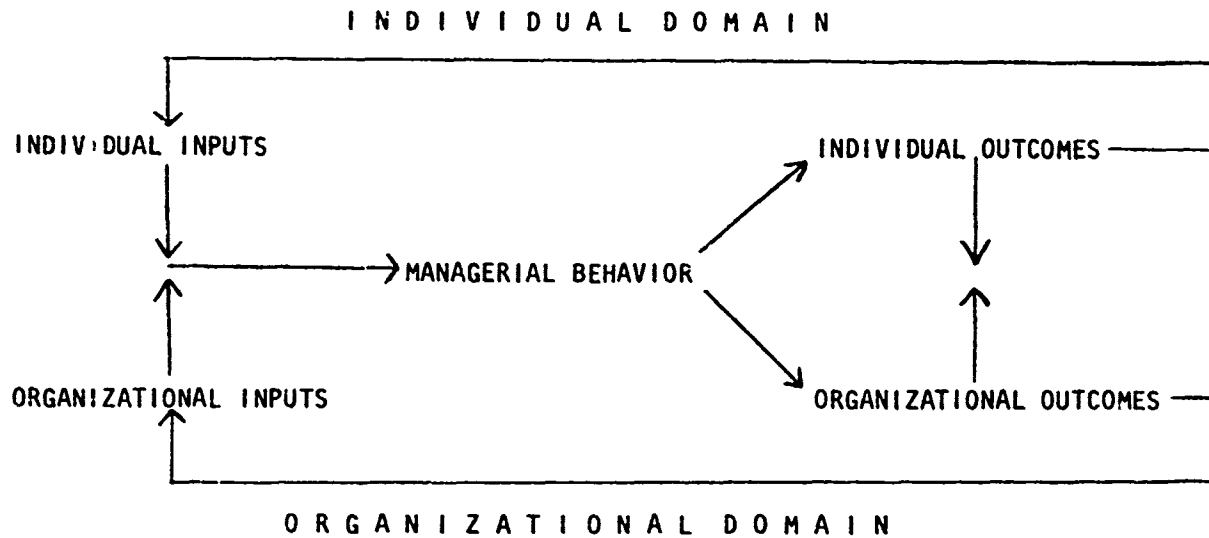 INDIVIDUAL DOMAIN
INDIVIDUAL INPUTS
INDIVIDUAL OUTCOMES
MANAGERIAL BEHAVIOR
ORGANIZATIONAL INPUTS
ORGANIZATIONAL OUTCOMES
ORGANIZATIONAL DOMAIN